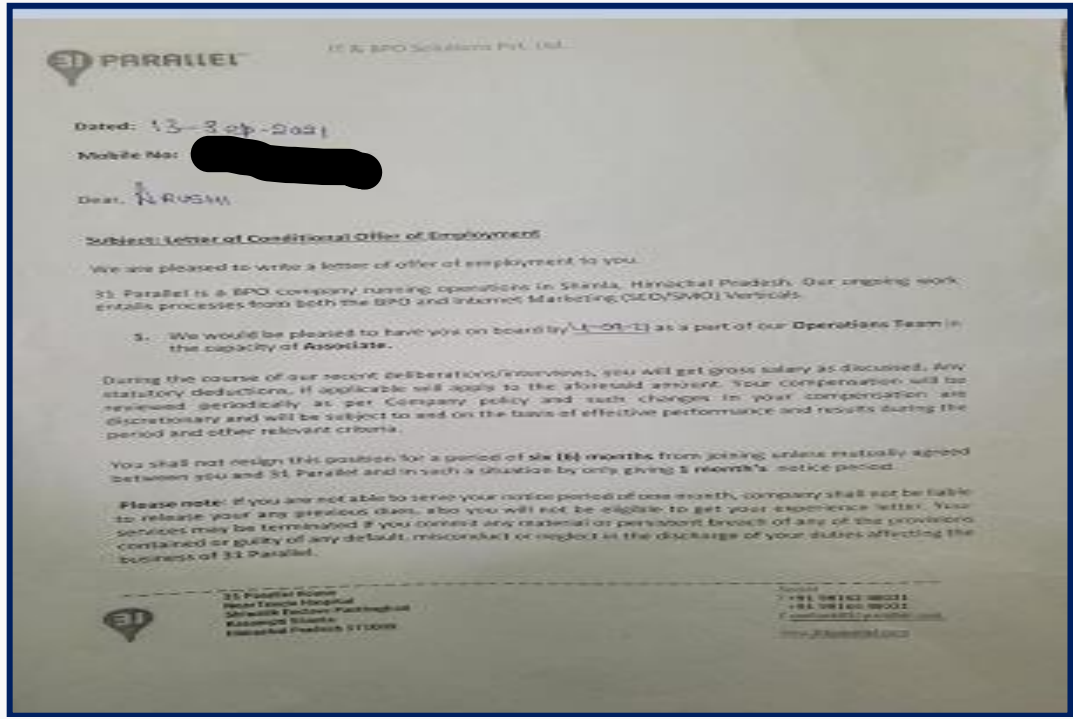 31 PARALLEL
IT & BPO Solutions Pvt. Ltd.
Dated: 13-Sep-2021
Mobile No:
Dear,
Subject: Letter of Conditional Offer of Employment
We are pleased to write a letter of offer of employment to you.
31 Parallel is a BPO company running operations in Shimla, Himachal Pradesh. Our ongoing work
entails processes from both the BPO and Internet Marketing (SEO/SMO) Verticals.
1. We would be pleased to have you on board by as a part of our Operations Team in
the capacity of Associate.
During the course of our recent deliberations/interviews, you will get gross salary as discussed. Any
statutory deductions, if applicable will apply to the aforesaid amount. Your compensation will be
reviewed periodically as per Company policy and such changes in your compensation are
discretionary and will be subject to and on the basis of effective performance and results during the
period and other relevant criteria.
You shall not resign this position for a period of six (6) months from joining unless mutually agreed
between you and 31 Parallel and in such a situation by only giving 1 month's notice period.
Please note: If you are not able to serve your notice period of one month, company shall not be liable
to release your any previous dues, also you will not be eligible to get your experience letter. Your
services may be terminated if you commit any material or persistent breach of any of the provisions
contained or guilty of any default, misconduct or neglect in the discharge of your duties affecting the
business of 31 Parallel.
31
31 Parallel House
Hospital
Shimla
Himachal Pradesh